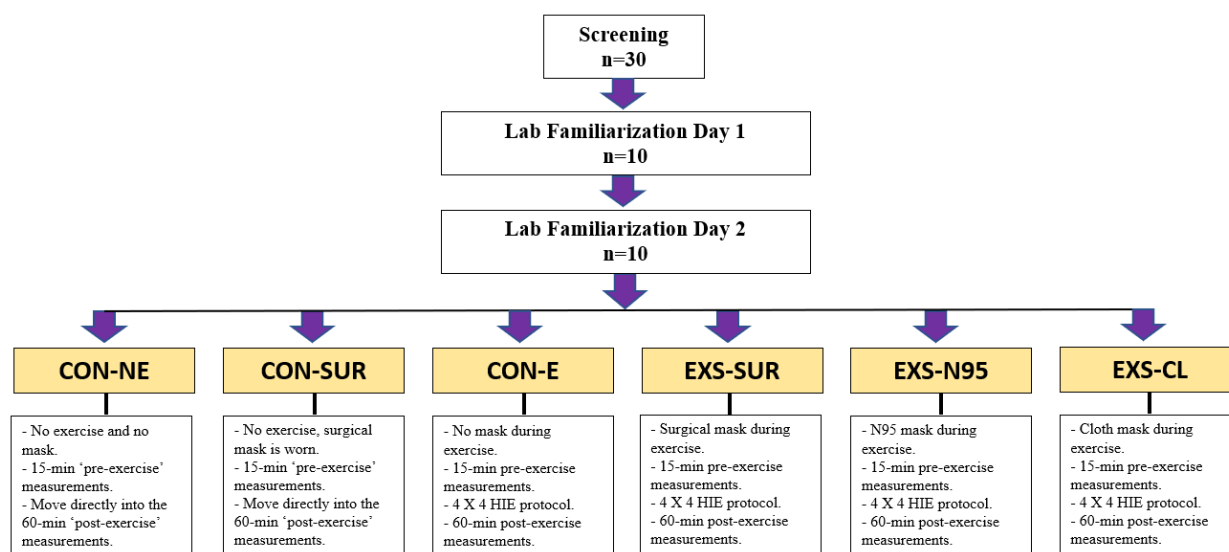 Screening
n=30
Lab Familiarization Day 1
n=10
Lab Familiarization Day 2
n=10
CON-NE
- No exercise and no
mask.
- 15-min ‘pre-exercise’
measurements.
- Move directly into the
60-min ‘post-exercise’
measurements.
CON-SUR
- No exercise, surgical
mask is worn.
- 15-min ‘pre-exercise’
measurements.
- Move directly into the
60-min ‘post-exercise’
measurements.
CON-E
- No mask during
exercise.
- 15-min pre-exercise
measurements.
- 4 X 4 HIE protocol.
- 60-min post-exercise
measurements.
EXS-SUR
- Surgical mask during
exercise.
- 15-min pre-exercise
measurements.
- 4 X 4 HIE protocol.
- 60-min post-exercise
measurements.
EXS-N95
- N95 mask during
exercise.
- 15-min pre-exercise
measurements.
- 4 X 4 HIE protocol.
- 60-min post-exercise
measurements.
EXS-CL
- Cloth mask during
exercise.
- 15-min pre-exercise
measurements.
- 4 X 4 HIE protocol.
- 60-min post-exercise
measurements.